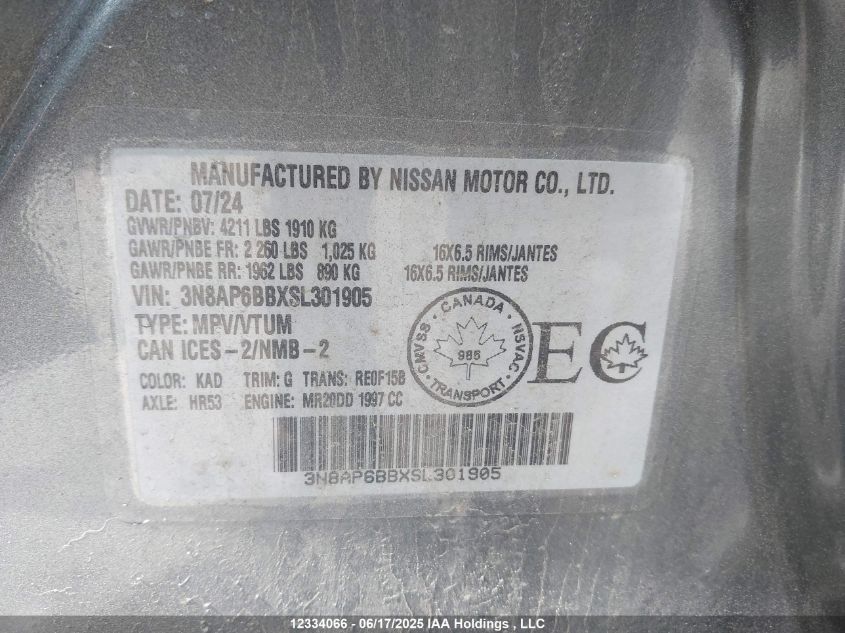 MANUFACTURED BY NISSAN MOTOR CO., LTD.
DATE: 07/24
GVWR/PNBV: 4211 LBS 1910 KG
GAWR/PNBE FR: 2 260 LBS 1,025 KG 16X6.5 RIMS/JANTES
GAWR/PNBE RR: 1962 LBS 890 KG 16X6.5 RIMS/JANTES
VIN: 3N8AP6BBXSL301905
TYPE: MPV/VTUM
CAN ICES-2/NMB-2
COLOR: KAD TRIM: G TRANS: RE0F15B
AXLE: HR53 ENGINE: MR20DD 1997 CC
CANADA
CMVSS 985 NSVAC
TRANSPORT
EC
3N8AP6BBXSL301905
12334066 - 06/17/2025 IAA Holdings , LLC